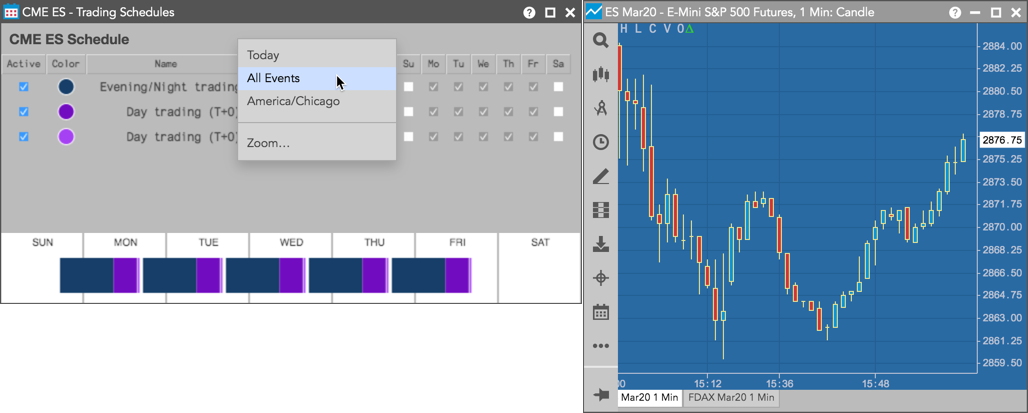 CME ES - Trading Schedules
CME ES Schedule
Active Color Name Su Mo Tu We Th Fr Sa
Evening/Night trading
Day trading (T+0)
Day trading (T+0)
Today
All Events
America/Chicago
Zoom...
SUN MON TUE WED THU FRI SAT
ES Mar20 - E-Mini S&P 500 Futures, 1 Min: Candle
H L C V O Δ
2884.00
2882.25
2880.50
2878.75
2876.75
2875.25
2873.50
2871.75
2870.00
2868.25
2866.50
2864.75
2863.00
2861.25
2859.50
15:12 15:36 15:48
Mar20 1 Min FDAX Mar20 1 Min